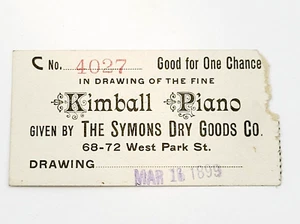 C No. 4027 Good for One Chance
IN DRAWING OF THE FINE
Kimball Piano
GIVEN BY THE SYMONS DRY GOODS CO.
68-72 West Park St.
DRAWING
MAR 1899